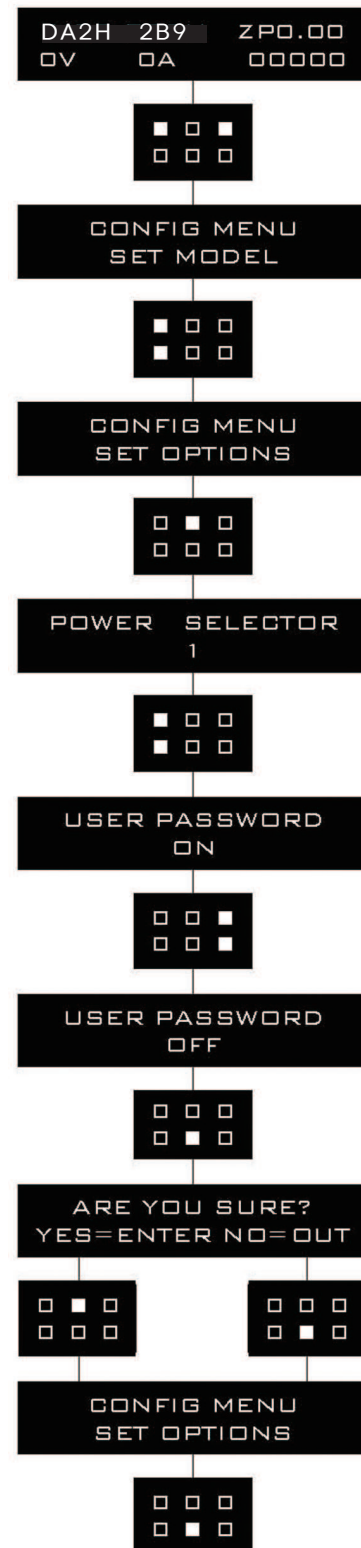 DA2H 2B9 ZP0.00
0V 0A 00000
CONFIG MENU
SET MODEL
CONFIG MENU
SET OPTIONS
POWER SELECTOR
1
USER PASSWORD
ON
USER PASSWORD
OFF
ARE YOU SURE?
YES=ENTER NO=OUT
CONFIG MENU
SET OPTIONS